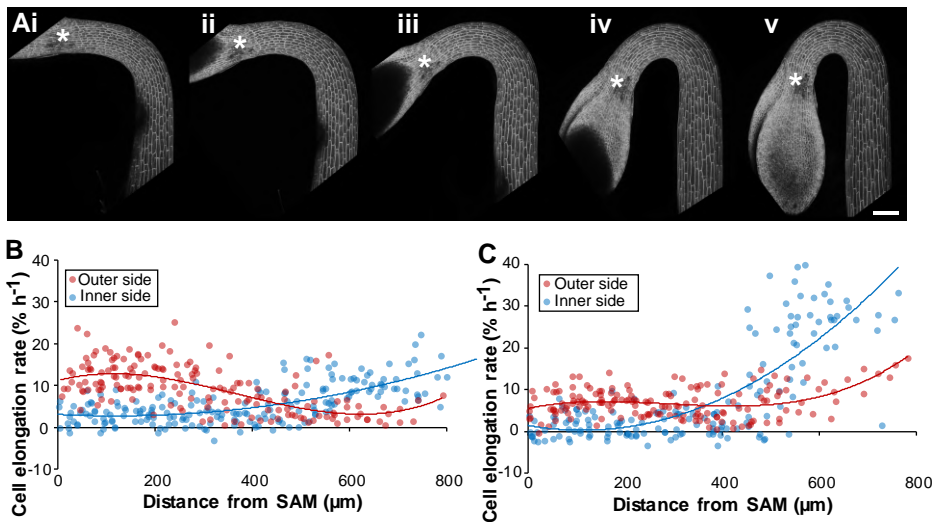 Ai ii iii iv v
* * * * *
B
Outer side
Inner side
Cell elongation rate (% h-1)
40
30
20
10
0
-10
0 200 400 600 800
Distance from SAM (µm)
C
Outer side
Inner side
Cell elongation rate (% h-1)
40
30
20
10
0
-10
0 200 400 600 800
Distance from SAM (µm)